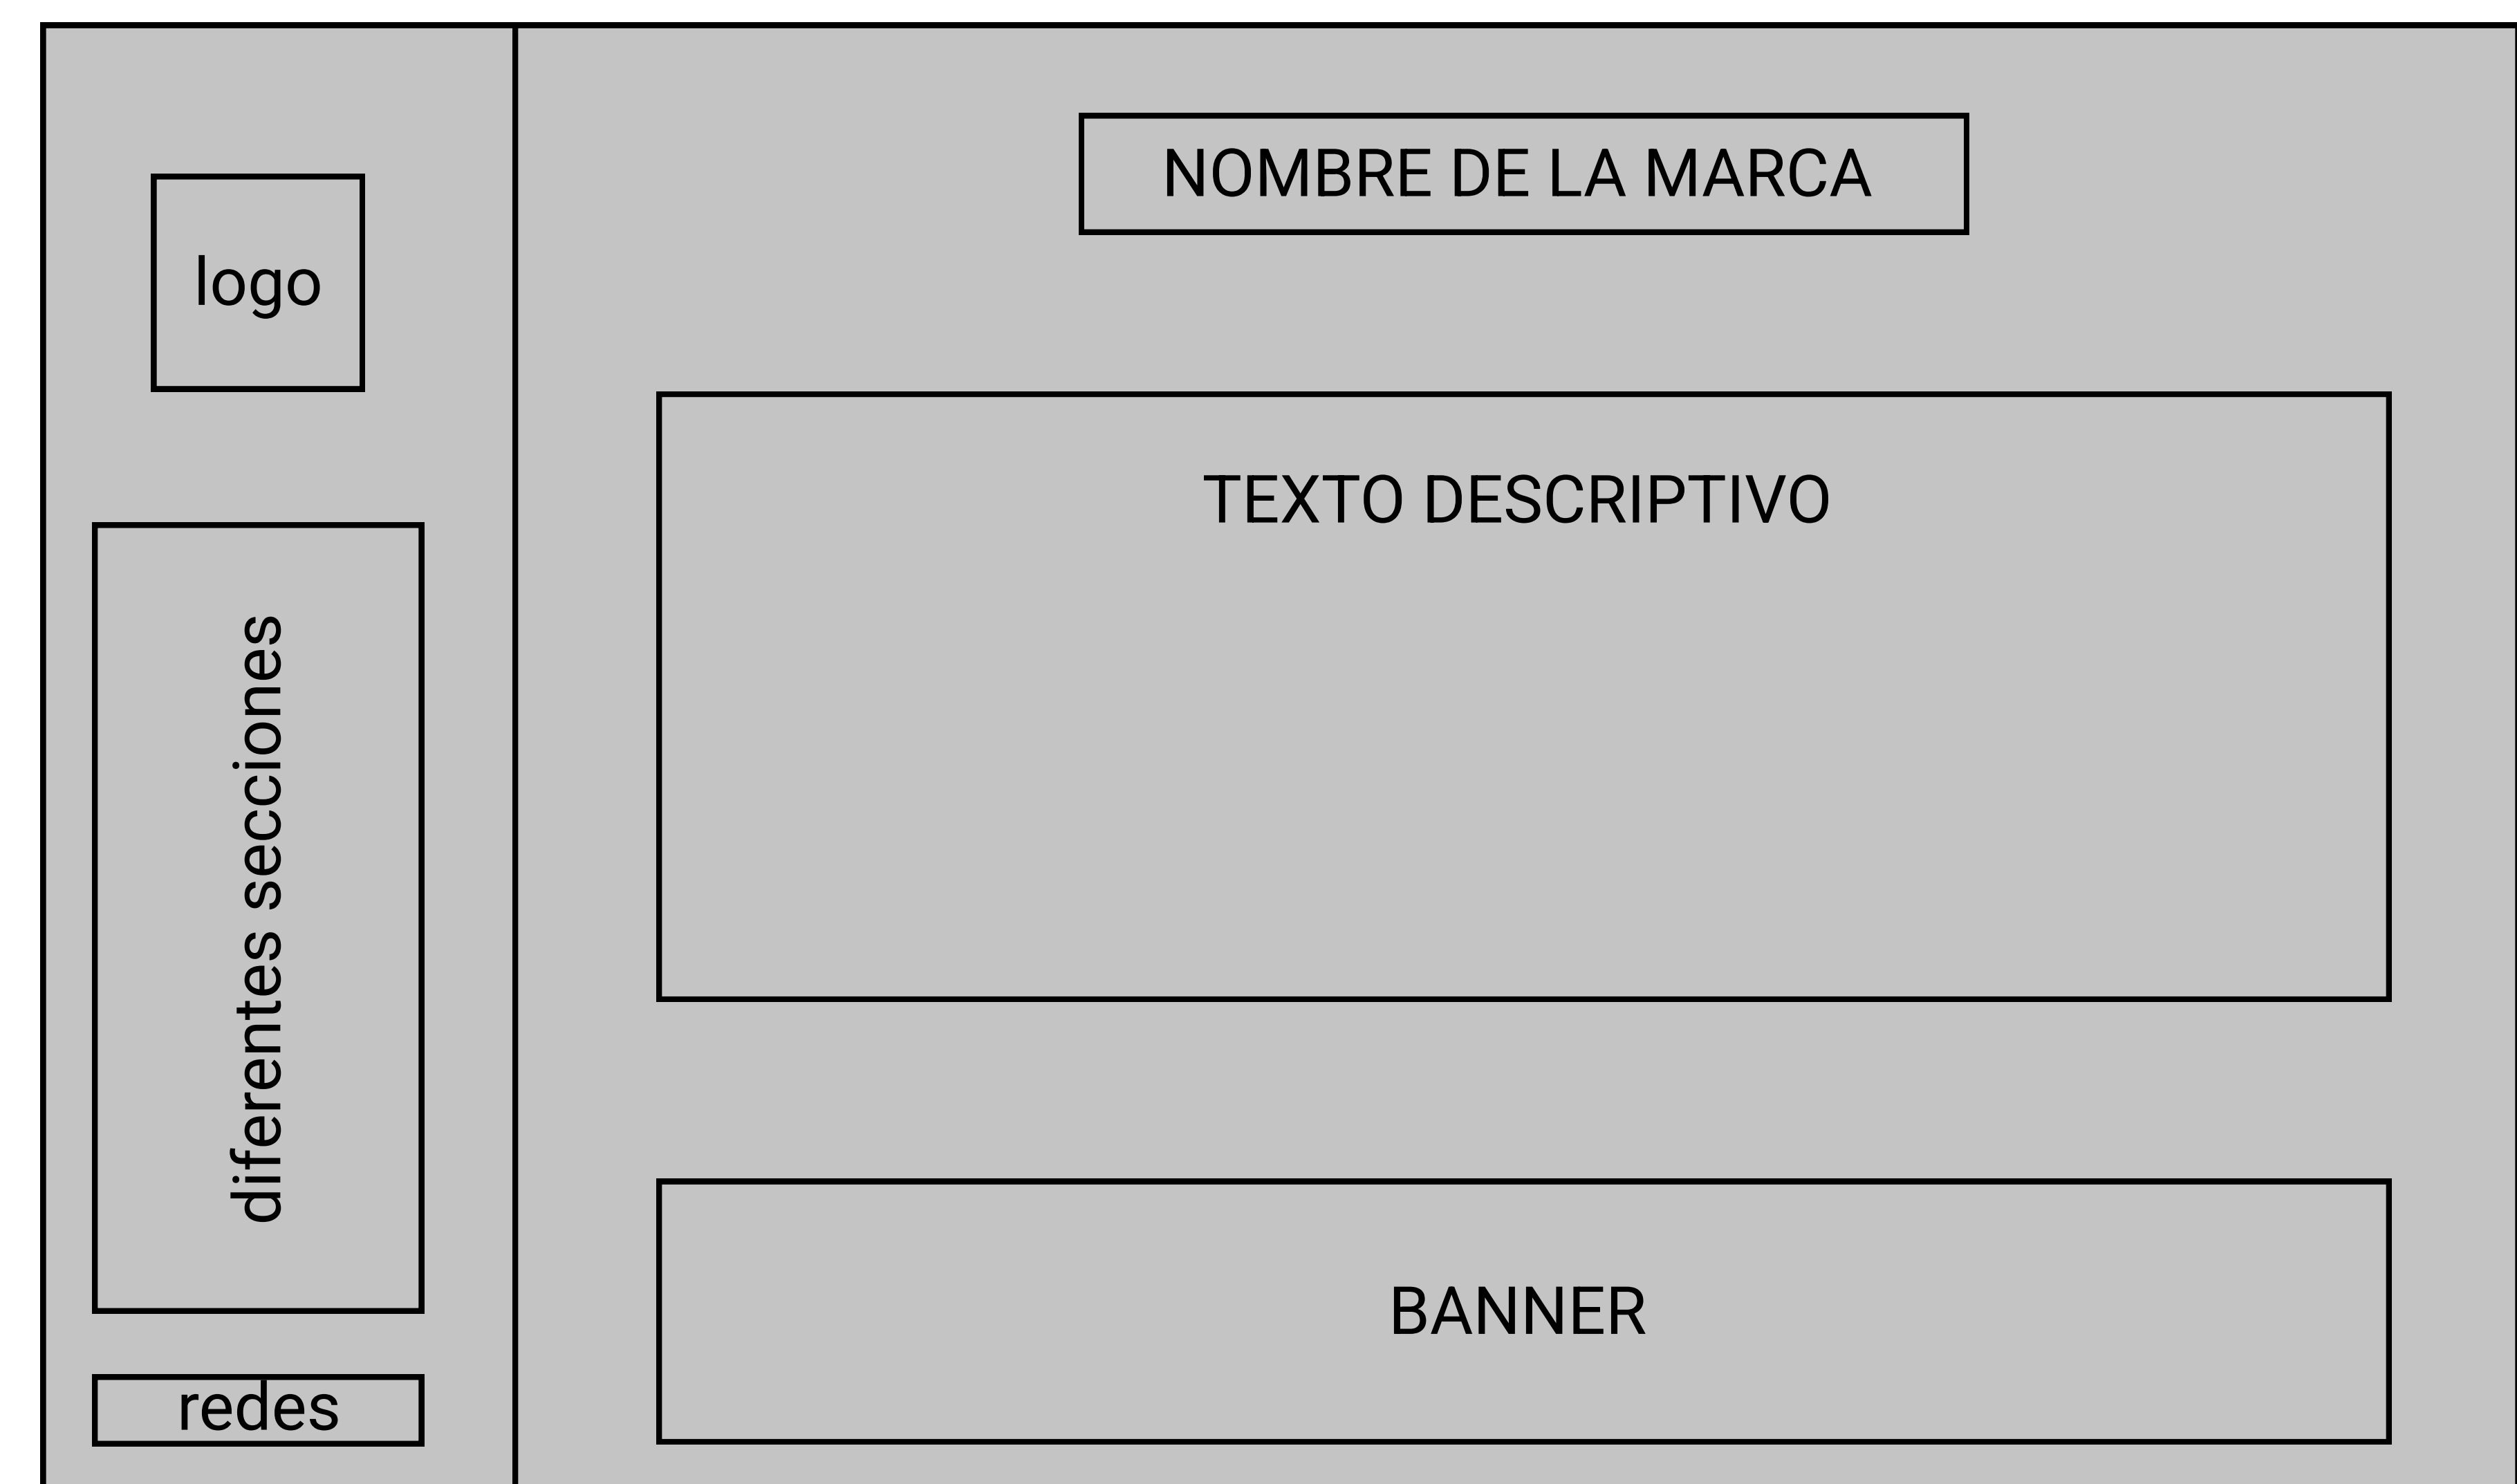 logo
diferentes secciones
redes
NOMBRE DE LA MARCA
TEXTO DESCRIPTIVO
BANNER